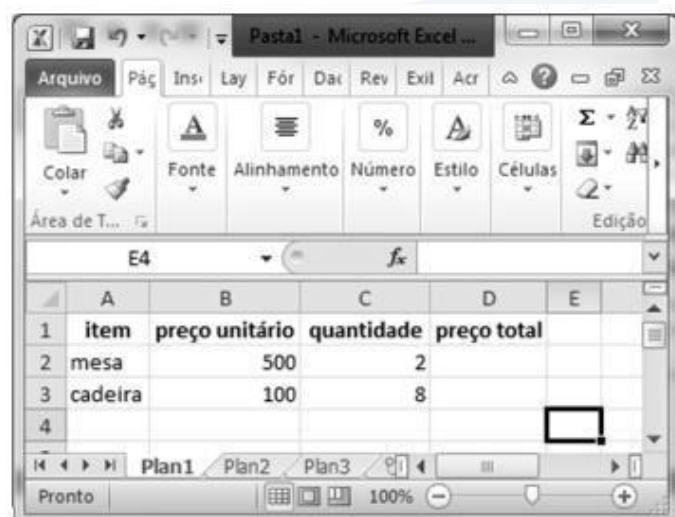 Pasta1 - Microsoft Excel ...
Arquivo Pác Ins Lay Fór Dac Rev Exil Acr
Colar Fonte Alinhamento Número Estilo Células
Área de T... Edição
E4 fx
A B C D E
1 item preço unitário quantidade preço total
2 mesa 500 2
3 cadeira 100 8
4
Plan1 Plan2 Plan3
Pronto 100%